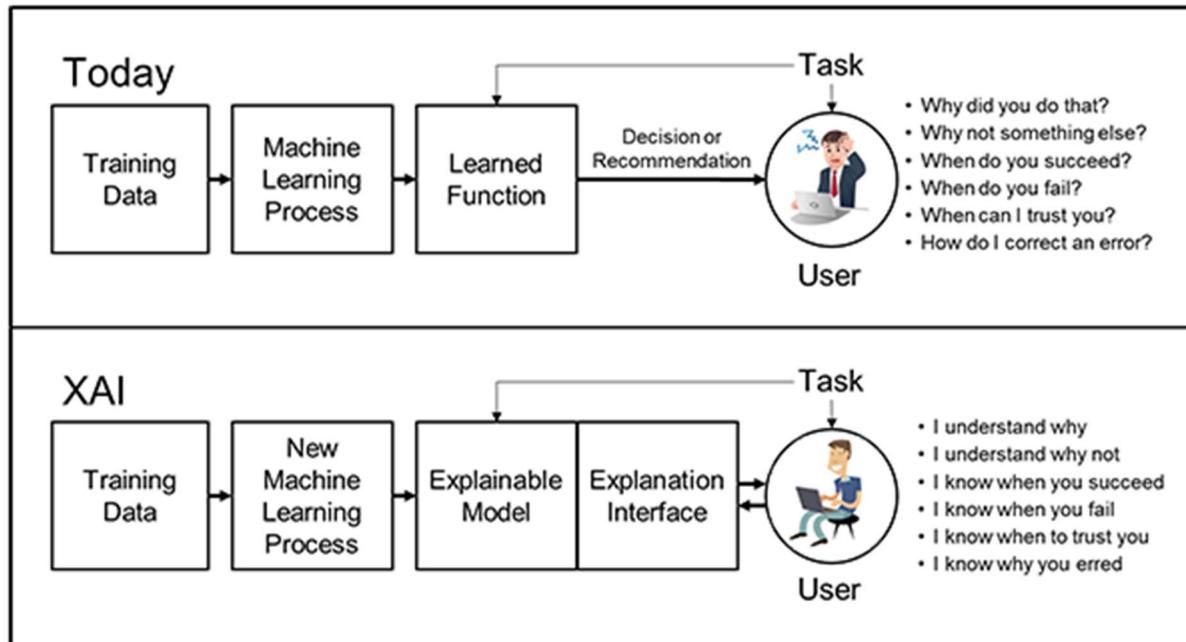 Today
Task
Training
Data
Machine
Learning
Process
Learned
Function
Decision or
Recommendation
User
• Why did you do that?
• Why not something else?
• When do you succeed?
• When do you fail?
• When can I trust you?
• How do I correct an error?
XAI
Task
Training
Data
New
Machine
Learning
Process
Explainable
Model
Explanation
Interface
User
• I understand why
• I understand why not
• I know when you succeed
• I know when you fail
• I know when to trust you
• I know why you erred